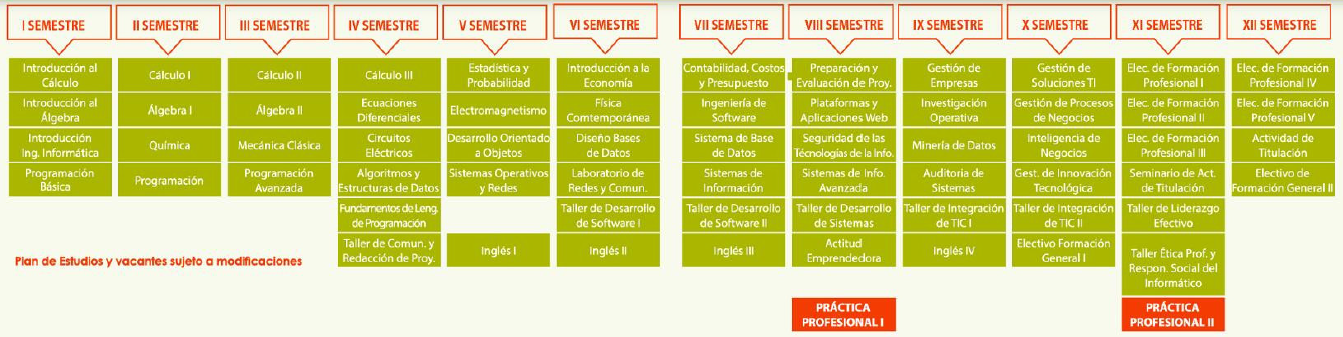 I SEMESTRE
Introducción al
Cálculo
Introducción al
Álgebra
Introducción
Ing. Informática
Programación
Básica
II SEMESTRE
Cálculo I
Álgebra I
Química
Programación
III SEMESTRE
Cálculo II
Álgebra II
Mecánica Clásica
Programación
Avanzada
IV SEMESTRE
Cálculo III
Ecuaciones
Diferenciales
Circuitos
Eléctricos
Algoritmos y
Estructuras de Datos
Fundamentos de Leng.
de Programación
Taller de Comun. y
Redacción de Proy.
V SEMESTRE
Estadística y
Probabilidad
Electromagnetismo
Desarrollo Orientado
a Objetos
Sistemas Operativos
y Redes
Inglés I
VI SEMESTRE
Introducción a la
Economía
Física
Comtemporánea
Diseño Bases
de Datos
Laboratorio de
Redes y Comun.
Taller de Desarrollo
de Software I
Inglés II
VII SEMESTRE
Contabilidad, Costos
y Presupuesto
Ingeniería de
Software
Sistema de Base
de Datos
Sistemas de
Información
Taller de Desarrollo
de Software II
Inglés III
VIII SEMESTRE
Preparación y
Evaluación de Proy.
Plataformas y
Aplicaciones Web
Seguridad de las
Técnologías de la Info.
Sistemas de Info.
Avanzada
Taller de Desarrollo
de Sistemas
Actitud
Emprendedora
PRÁCTICA
PROFESIONAL I
IX SEMESTRE
Gestión de
Empresas
Investigación
Operativa
Minería de Datos
Auditoria de
Sistemas
Taller de Integración
de TIC I
Inglés IV
X SEMESTRE
Gestión de
Soluciones TI
Gestión de Procesos
de Negocios
Inteligencia de
Negocios
Gest. de Innovación
Tecnológica
Taller de Integración
de TIC II
Electivo Formación
General I
XI SEMESTRE
Elec. de Formación
Profesional I
Elec. de Formación
Profesional II
Elec. de Formación
Profesional III
Seminario de Act.
de Titulación
Taller de Liderazgo
Efectivo
Taller Ética Prof. y
Respon. Social del
Informático
PRÁCTICA
PROFESIONAL II
XII SEMESTRE
Elec. de Formación
Profesional IV
Elec. de Formación
Profesional V
Actividad de
Titulación
Electivo de
Formación General II
Plan de Estudios y vacantes sujeto a modificaciones